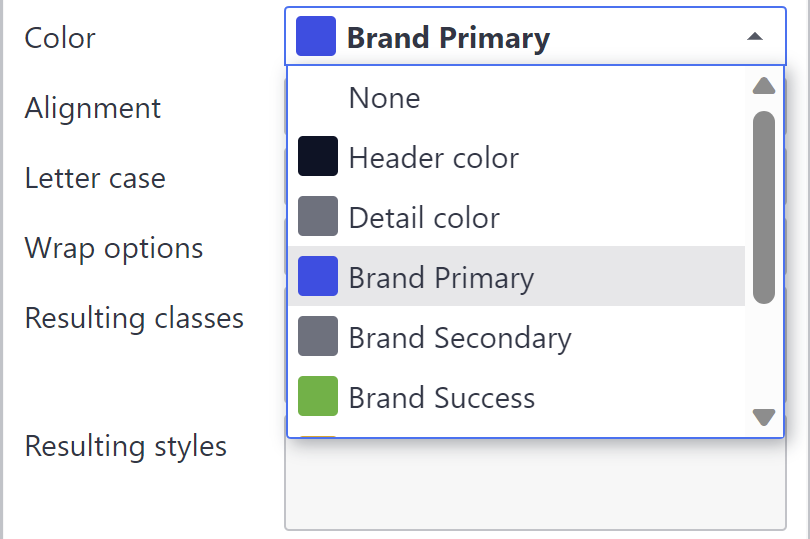 Color
Brand Primary
None
Alignment
Header color
Letter case
Detail color
Wrap options
Brand Primary
Resulting classes
Brand Secondary
Brand Success
Resulting styles